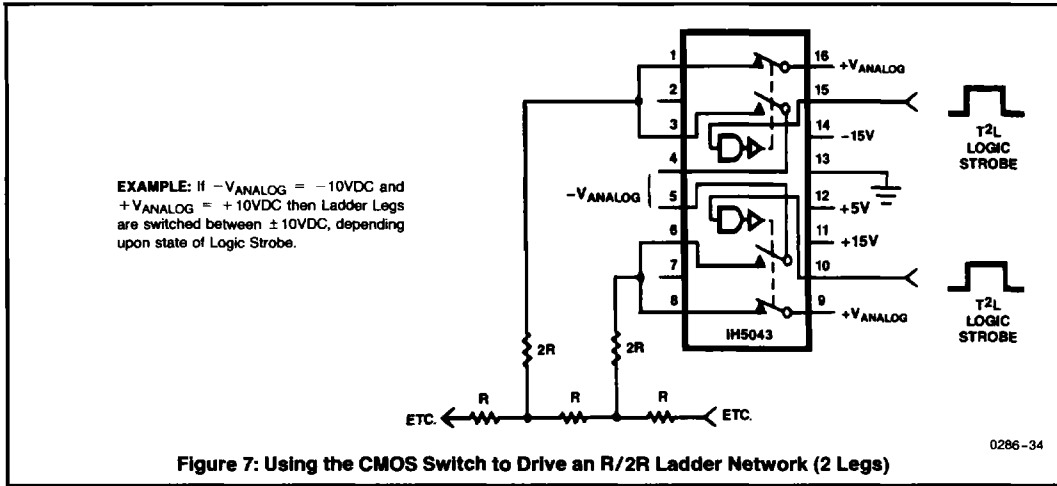 1
2
3
4
5
6
7
8
16
15
14
13
12
11
10
9
+VANALOG
-15V
+5V
+15V
+VANALOG
-VANALOG
IH5043
T2L
LOGIC
STROBE
T2L
LOGIC
STROBE
EXAMPLE: If -VANALOG = -10VDC and
+VANALOG = +10VDC then Ladder Legs
are switched between ±10VDC, depending
upon state of Logic Strobe.
2R
2R
ETC.
R
R
R
ETC.
0286-34
Figure 7: Using the CMOS Switch to Drive an R/2R Ladder Network (2 Legs)